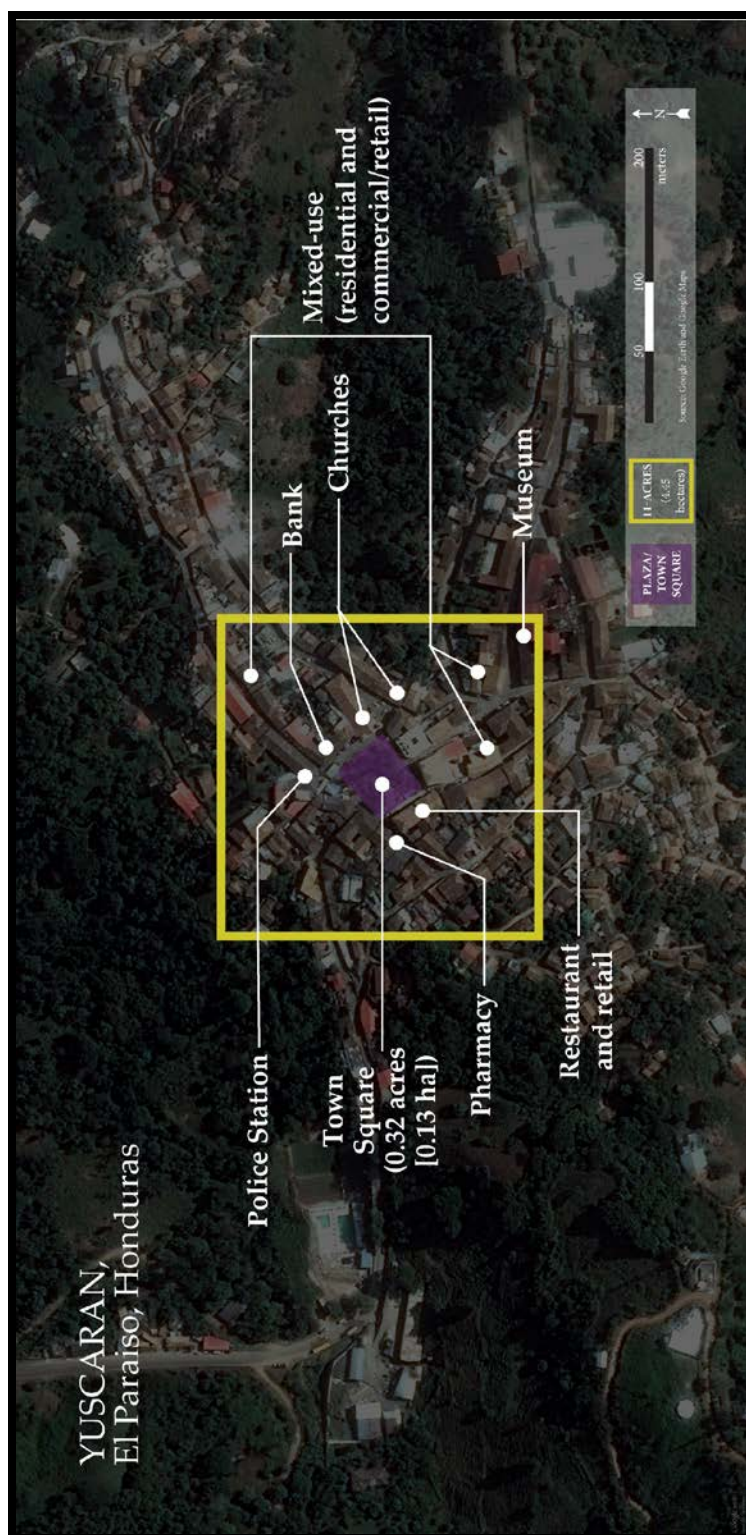 YUSCARAN,
El Paraiso, Honduras
Police Station
Town
Square
(0.32 acres
[0.13 ha])
Pharmacy
Restaurant
and retail
Bank
Churches
Mixed-use
(residential and
commercial/retail)
Museum
PLAZA/
TOWN
SQUARE
11-ACRES
(4.45
hectares)
50
100
200
meters
Source: Google Earth and Google Maps
N